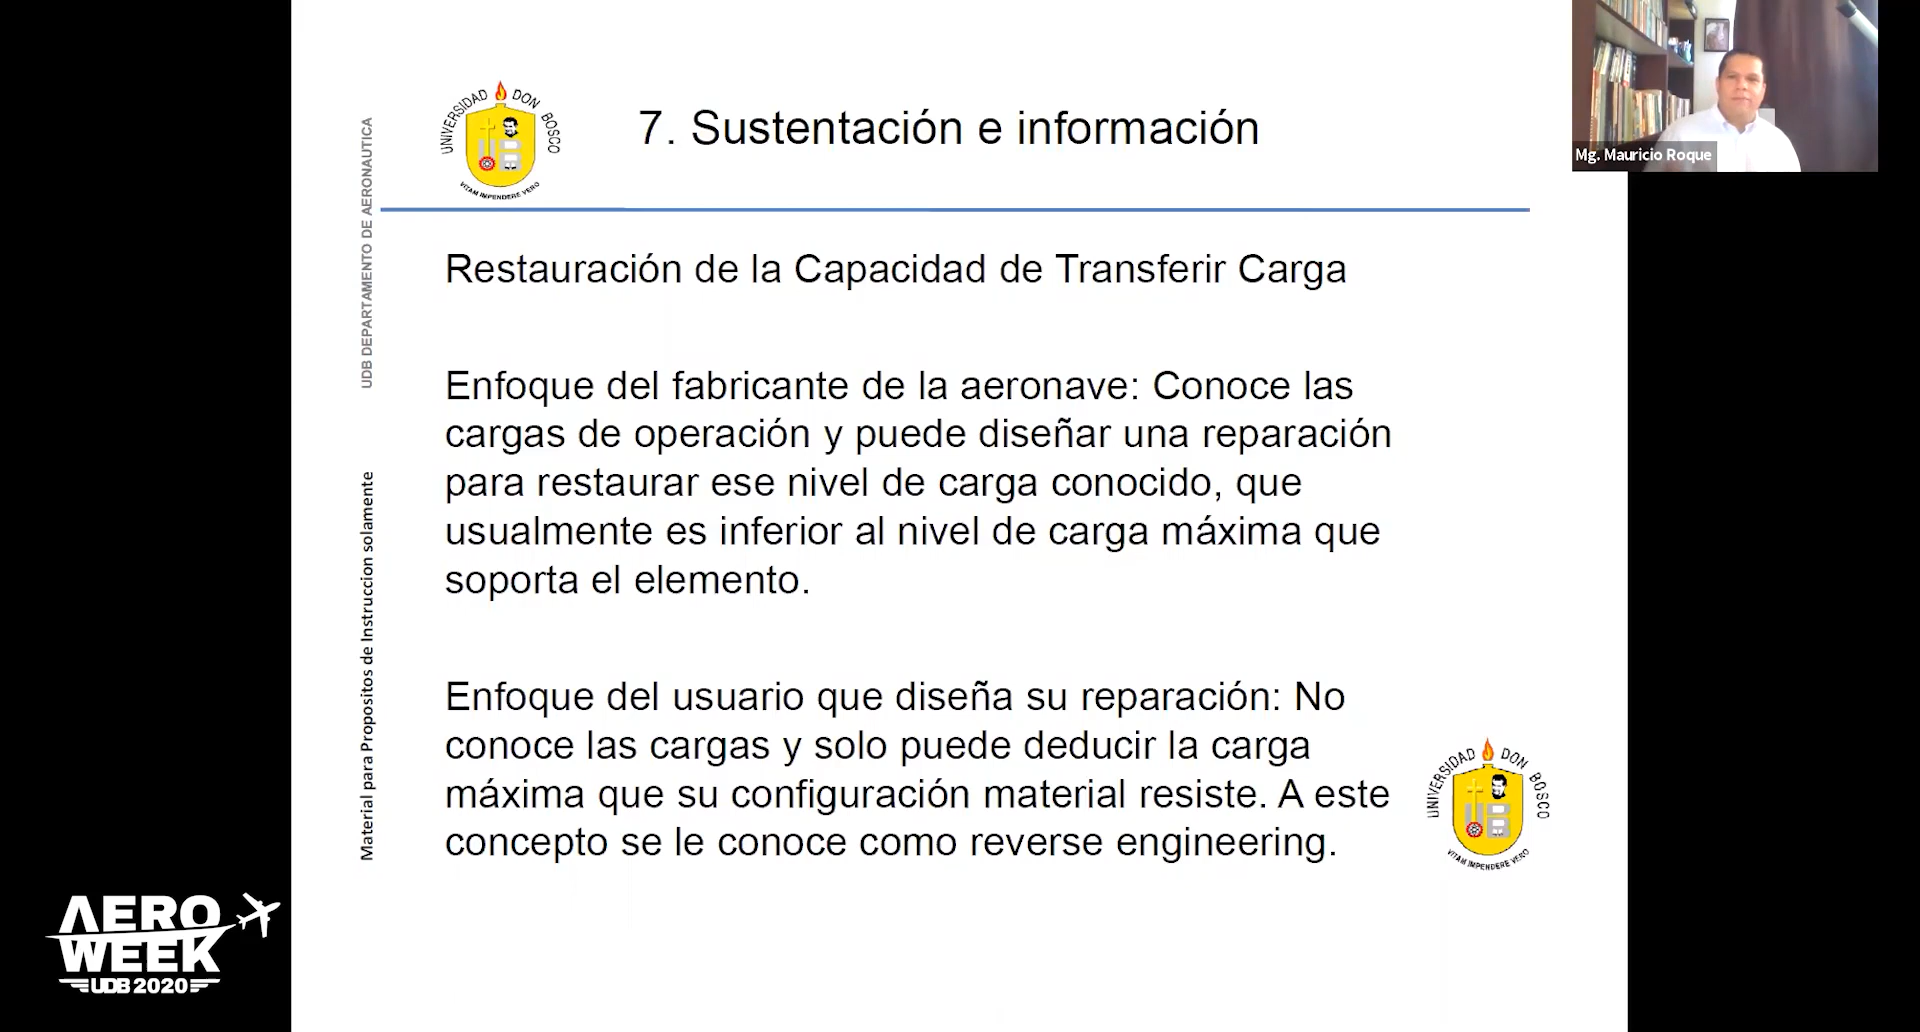 UNIVERSIDAD DON BOSCO
VITAM IMPENDERE VERO
7. Sustentación e información
Mg. Mauricio Roque
UDB DEPARTAMENTO DE AERONAUTICA
Material para Propositos de Instruccion solamente
Restauración de la Capacidad de Transferir Carga
Enfoque del fabricante de la aeronave: Conoce las
cargas de operación y puede diseñar una reparación
para restaurar ese nivel de carga conocido, que
usualmente es inferior al nivel de carga máxima que
soporta el elemento.
Enfoque del usuario que diseña su reparación: No
conoce las cargas y solo puede deducir la carga
máxima que su configuración material resiste. A este
concepto se le conoce como reverse engineering.
UNIVERSIDAD DON BOSCO
VITAM IMPENDERE VERO
AERO
WEEK
UDB 2020